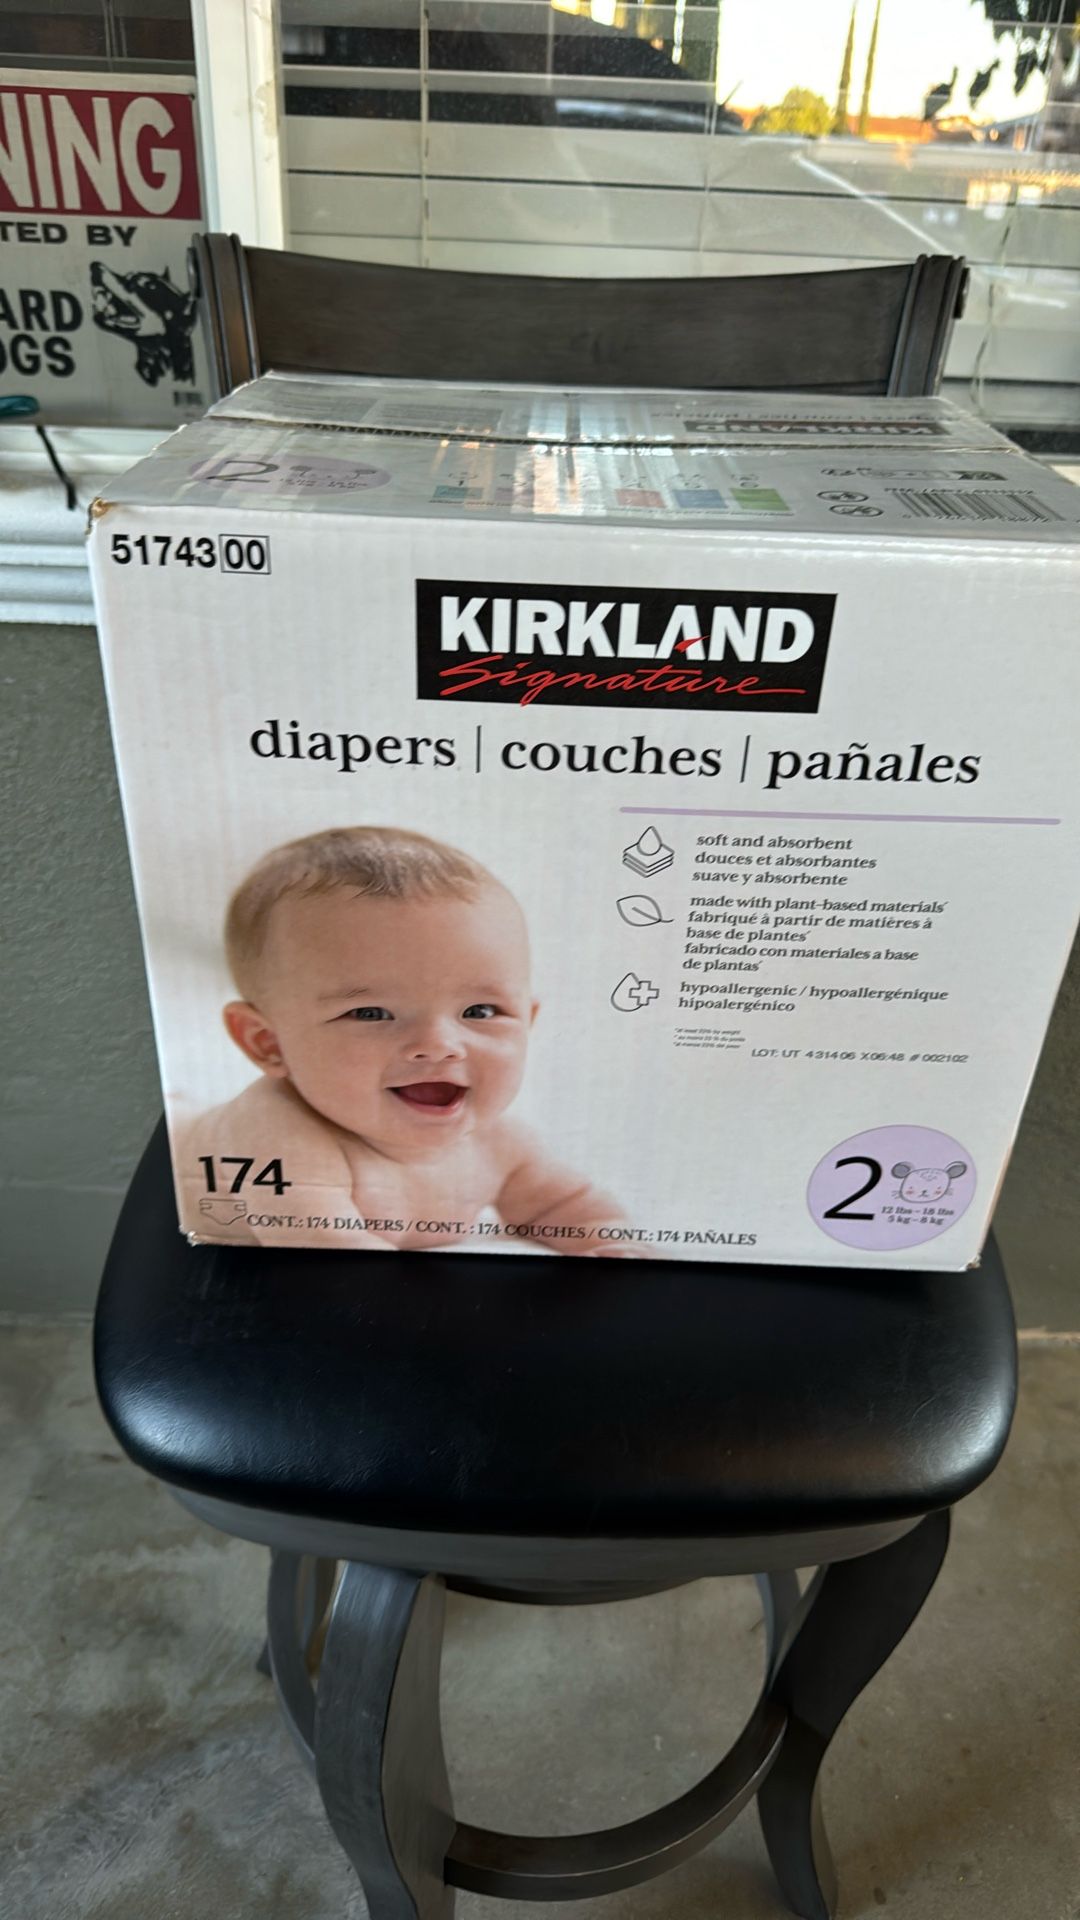 NING
TED BY
ARD
OGS
KIRKLAND
2
51743 00
KIRKLAND
Signature
diapers | couches | pañales
soft and absorbent
douces et absorbantes
suave y absorbente
made with plant-based materials*
fabriqué à partir de matières à
base de plantes*
fabricado con materiales a base
de plantas*
hypoallergenic / hypoallergénique
hipoalergénico
LOT: UT 431406 X06:48 # 002102
174
CONT.: 174 DIAPERS / CONT. : 174 COUCHES / CONT.: 174 PAÑALES
2
12 lbs - 18 lbs
5 kg - 8 kg